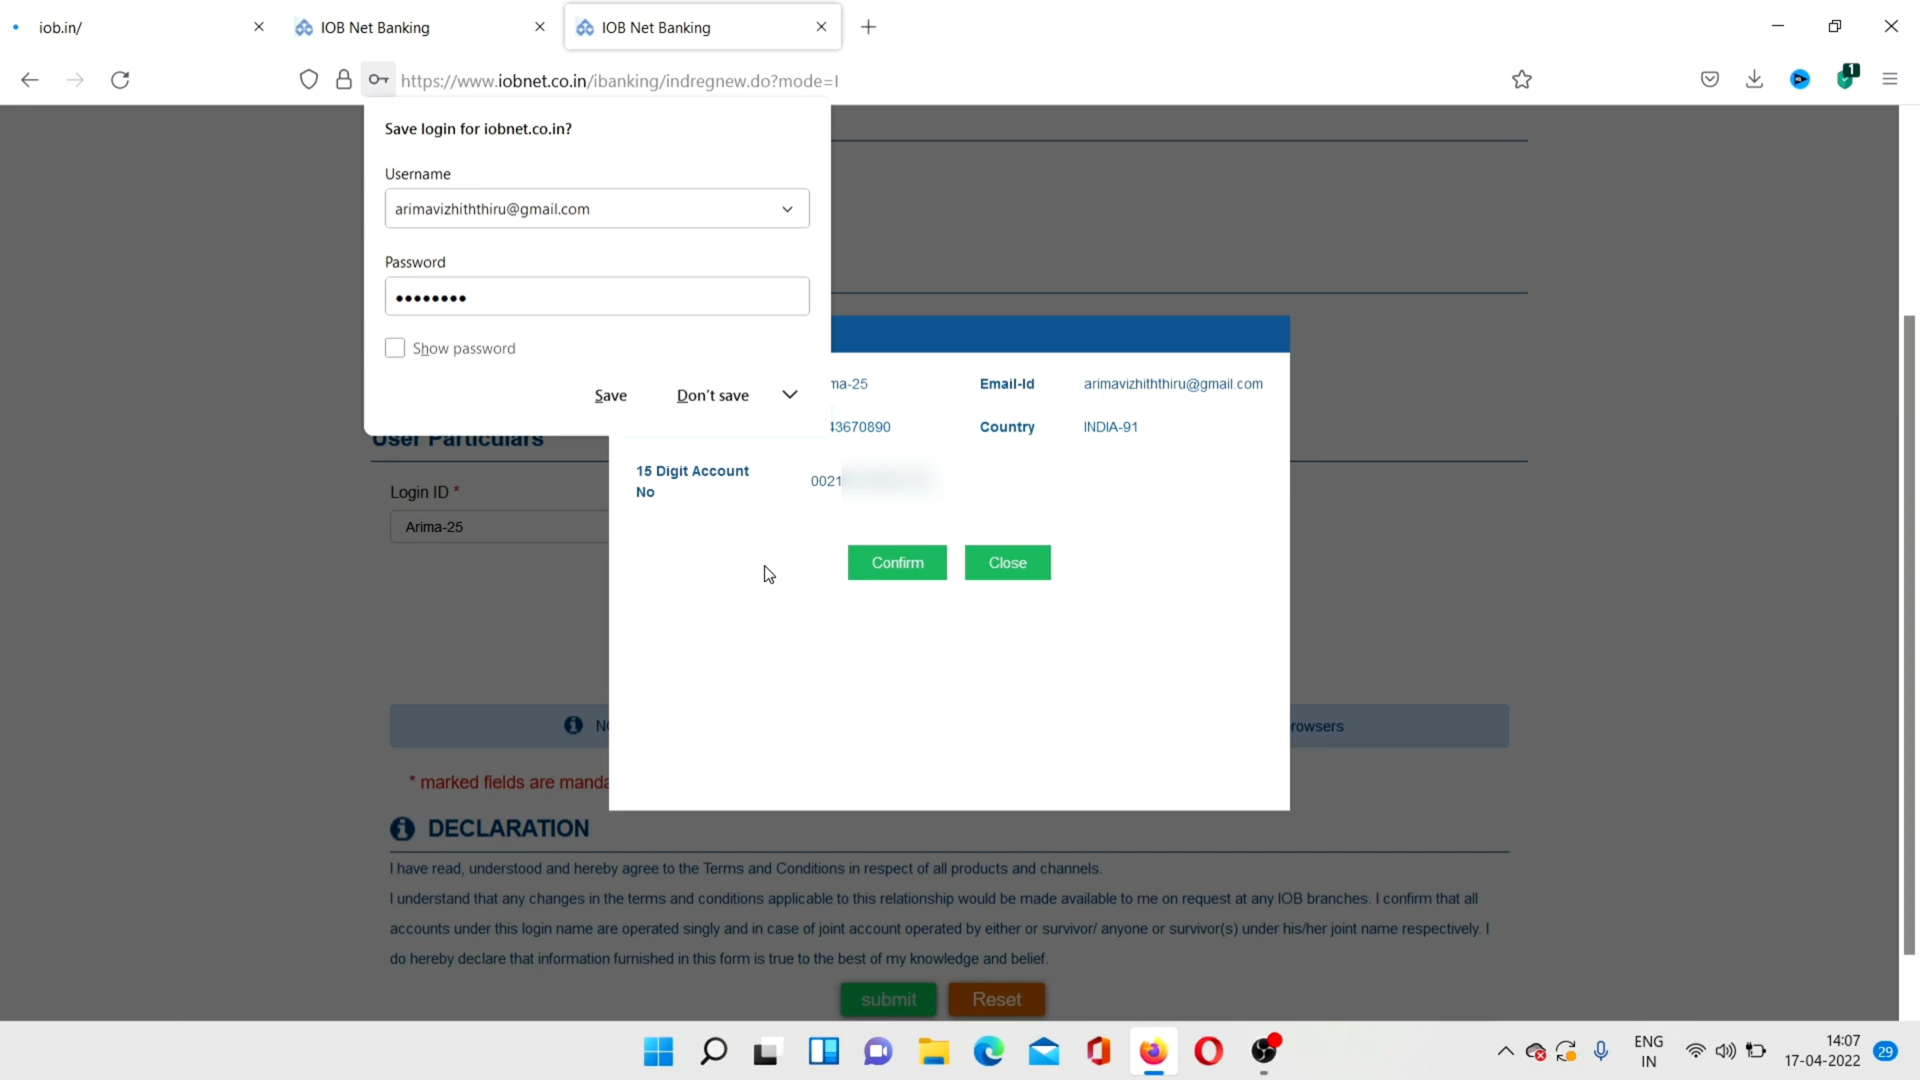 iob.in/
IOB Net Banking
IOB Net Banking
https://www.iobnet.co.in/ibanking/indregnew.do?mode=I
1
Save login for iobnet.co.in?
Username
arimavizhiththiru@gmail.com
Password
Show password
Save
Don't save
ma-25
Email-Id
arimavizhiththiru@gmail.com
43670890
Country
INDIA-91
User Particulars
15 Digit Account
No
0021
Login ID *
Arima-25
Confirm
Close
rowsers
* marked fields are manda
DECLARATION
I have read, understood and hereby agree to the Terms and Conditions in respect of all products and channels.
I understand that any changes in the terms and conditions applicable to this relationship would be made available to me on request at any IOB branches. I confirm that all
accounts under this login name are operated singly and in case of joint account operated by either or survivor/ anyone or survivor(s) under his/her joint name respectively. I
do hereby declare that information furnished in this form is true to the best of my knowledge and belief.
submit
Reset
ENG
IN
14:07
17-04-2022
29